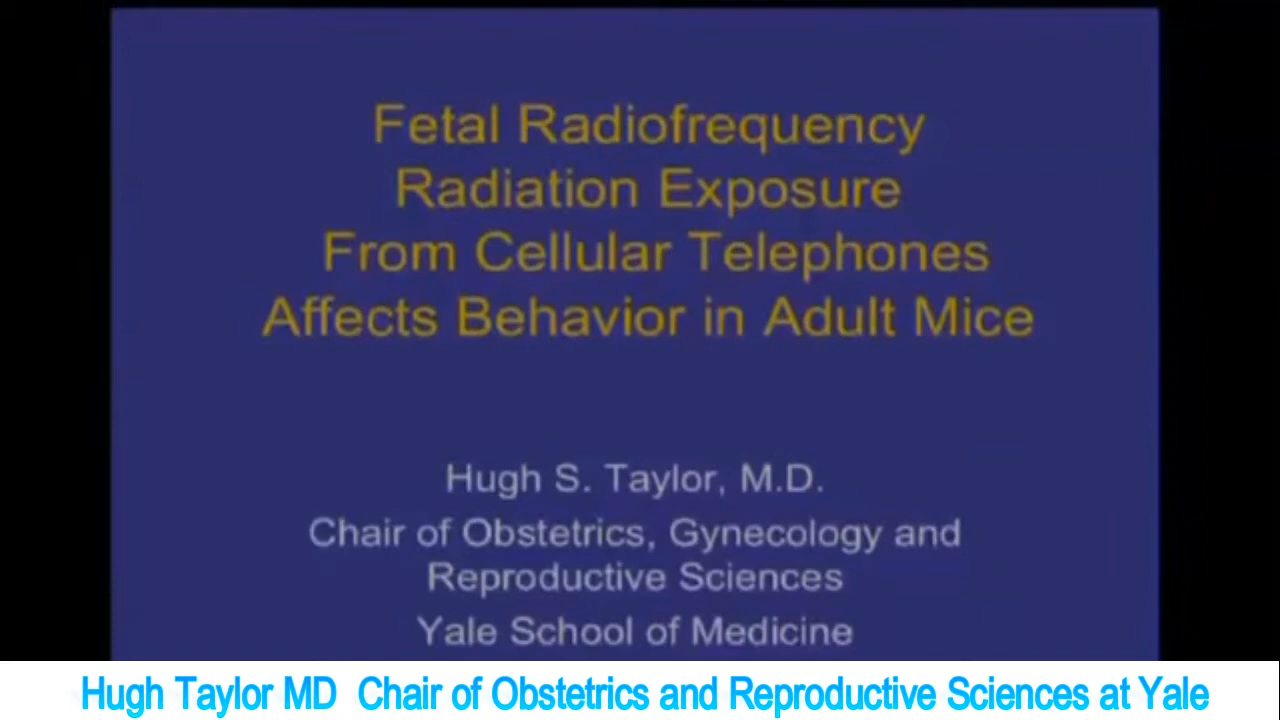 Fetal Radiofrequency
Radiation Exposure
From Cellular Telephones
Affects Behavior in Adult Mice
Hugh S. Taylor, M.D.
Chair of Obstetrics, Gynecology and
Reproductive Sciences
Yale School of Medicine
Hugh Taylor MD Chair of Obstetrics and Reproductive Sciences at Yale